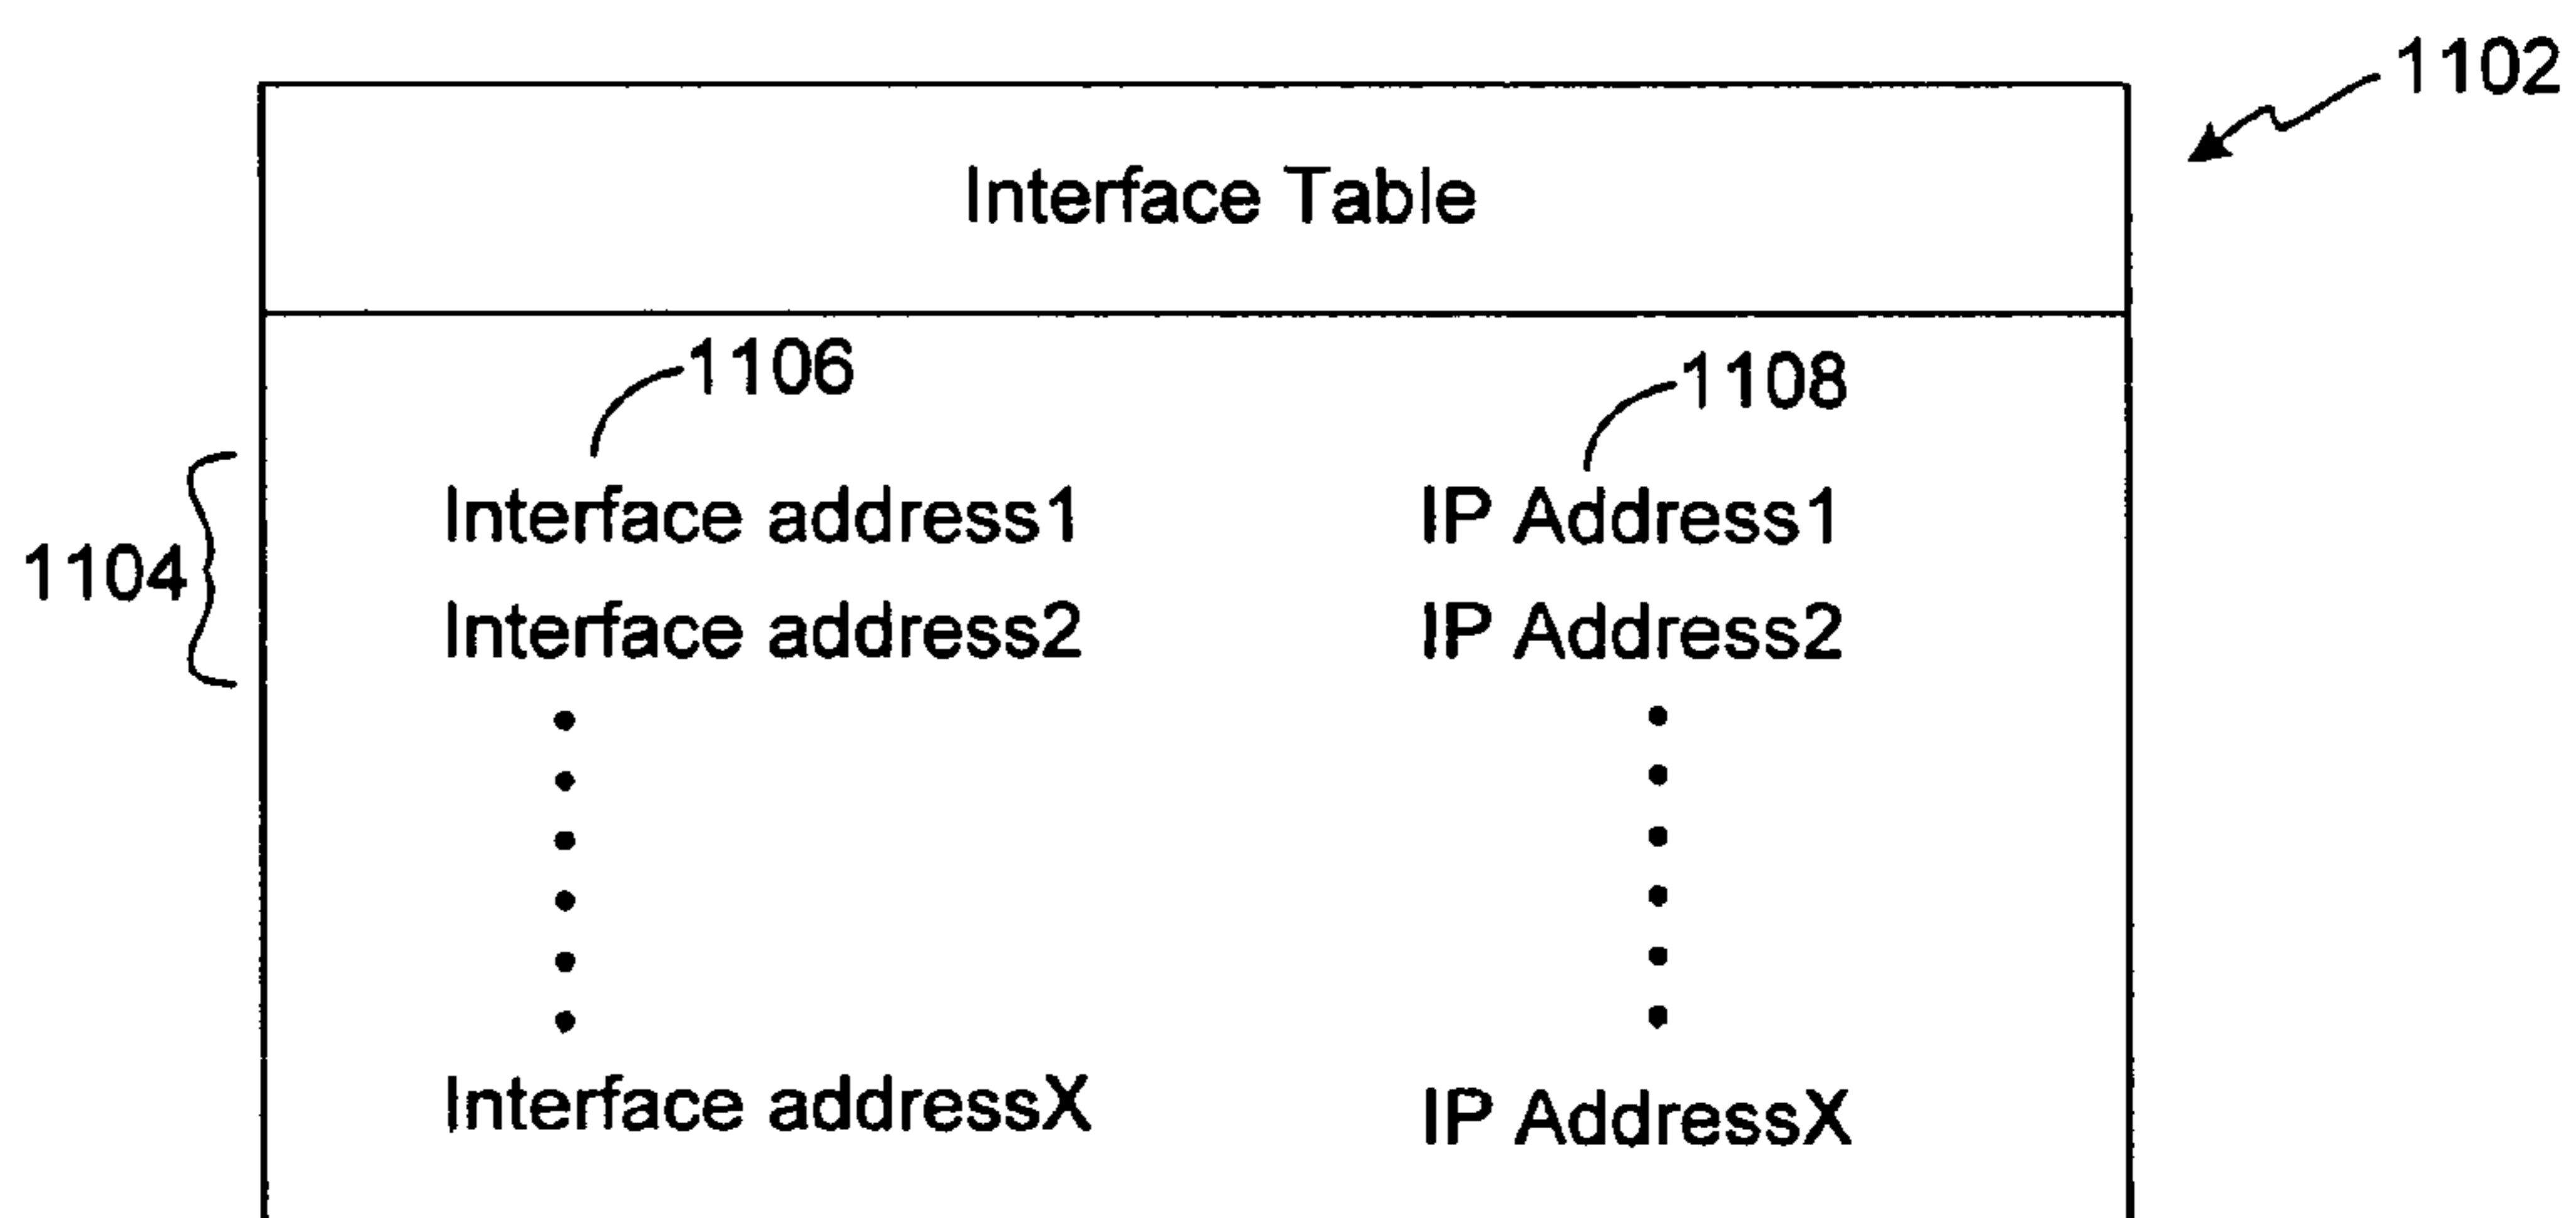 1102
Interface Table
1106 1108
Interface address1 IP Address1
1104
Interface address2 IP Address2
Interface addressX IP AddressX